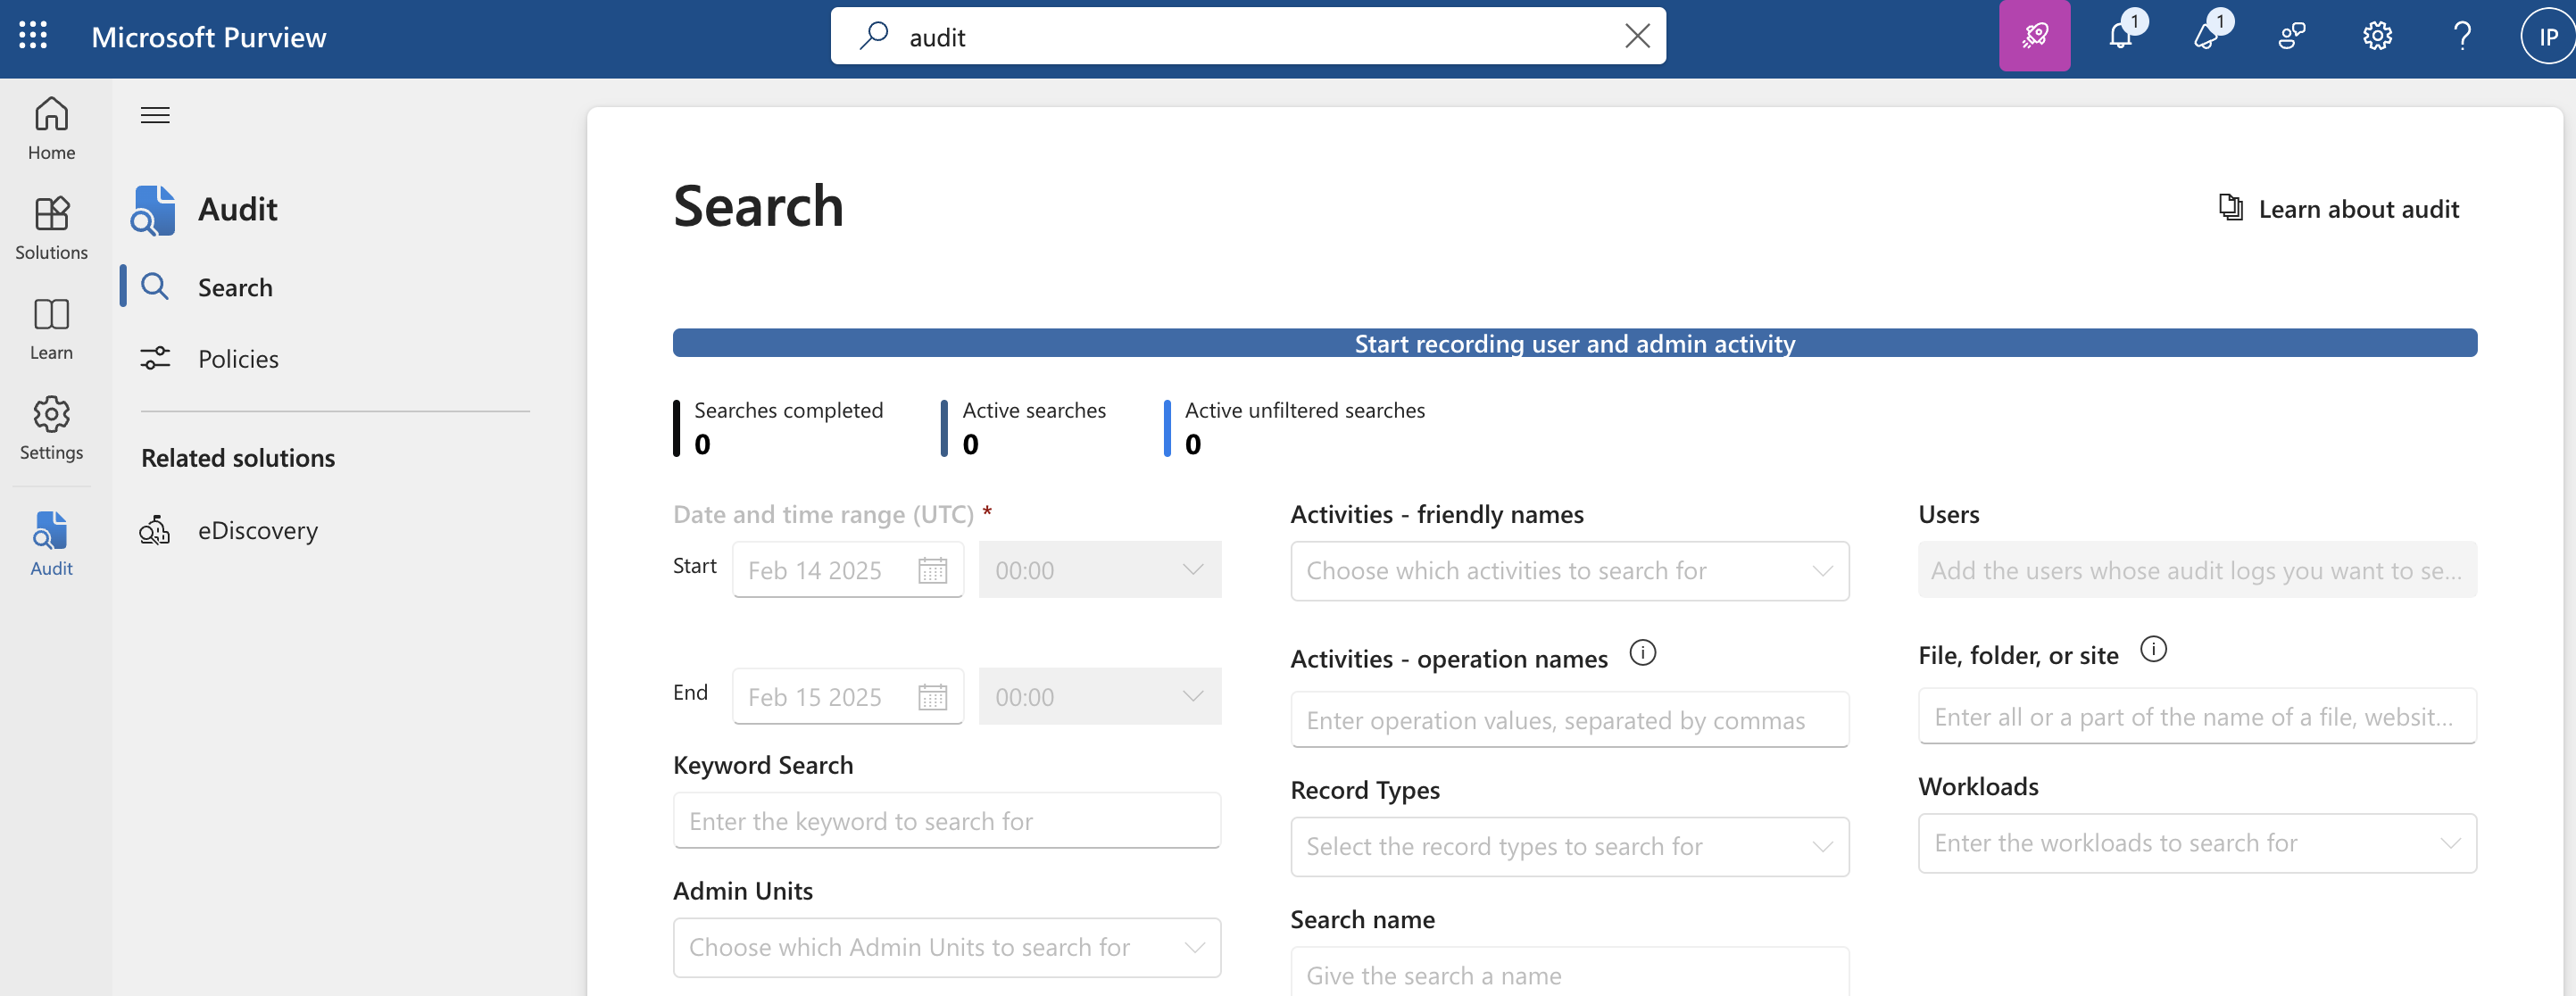 Microsoft Purview
audit
1
1
IP
Home
Solutions
Learn
Settings
Audit
Audit
Search
Policies
Related solutions
eDiscovery
Search
Learn about audit
Start recording user and admin activity
Searches completed
0
Active searches
0
Active unfiltered searches
0
Date and time range (UTC) *
Start
Feb 14 2025
00:00
End
Feb 15 2025
00:00
Keyword Search
Enter the keyword to search for
Admin Units
Choose which Admin Units to search for
Activities - friendly names
Choose which activities to search for
Activities - operation names
Enter operation values, separated by commas
Record Types
Select the record types to search for
Search name
Give the search a name
Users
Add the users whose audit logs you want to se...
File, folder, or site
Enter all or a part of the name of a file, websit...
Workloads
Enter the workloads to search for